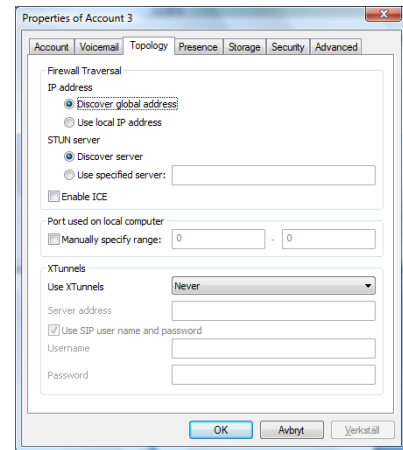 Properties of Account 3
Account Voicemail Topology Presence Storage Security Advanced
Firewall Traversal
IP address
Discover global address
Use local IP address
STUN server
Discover server
Use specified server:
Enable ICE
Port used on local computer
Manually specify range: 0 - 0
XTunnels
Use XTunnels Never
Server address
Use SIP user name and password
Username
Password
OK Avbryt Verkställ